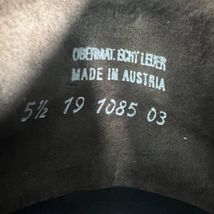 OBERMAT. ECHT LEDER
MADE IN AUSTRIA
5½ 19 1085 03